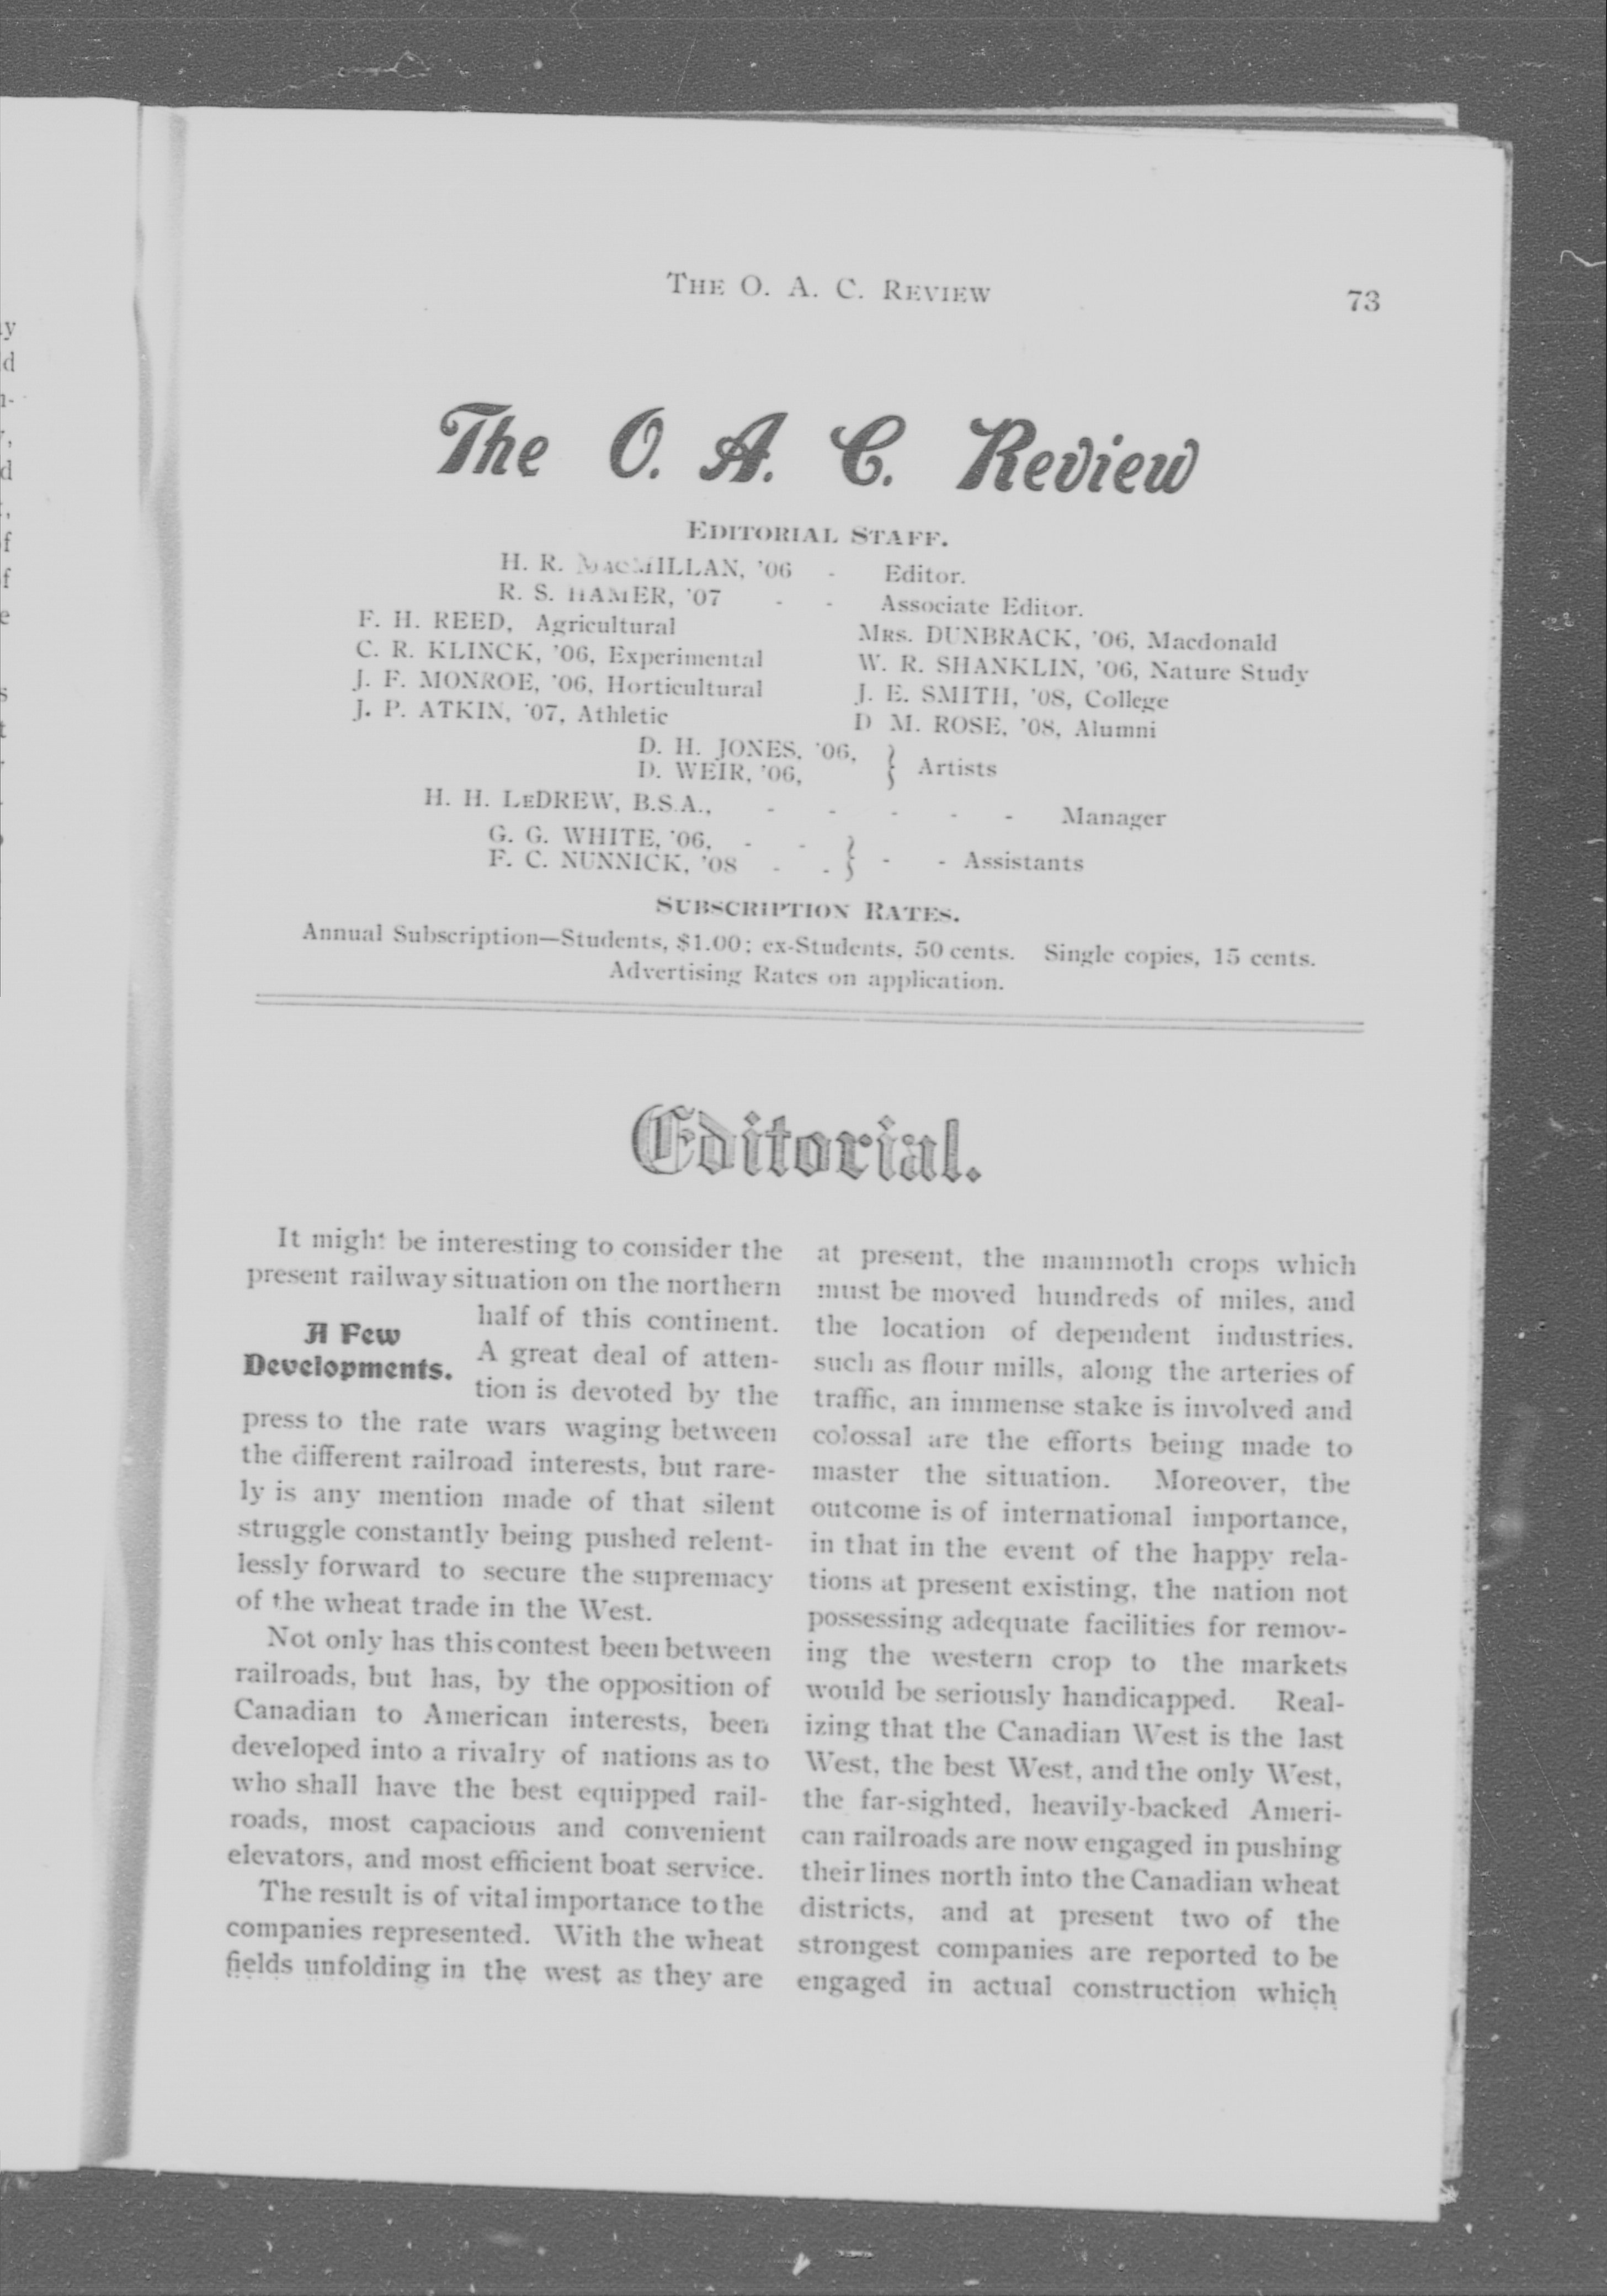 THE O. A. C. REVIEW 73
The O. A. C. Review
EDITORIAL STAFF.
H. R. MACMILLAN, '06 - Editor.
R. S. HAMER, '07 - - Associate Editor.
F. H. REED, Agricultural
C. R. KLINCK, '06, Experimental
J. F. MONROE, '06, Horticultural
J. P. ATKIN, '07, Athletic
MRS. DUNBRACK, '06, Macdonald
W. R. SHANKLIN, '06, Nature Study
J. E. SMITH, '08, College
D M. ROSE, '08, Alumni
D. H. JONES, '06,
D. WEIR, '06,
} Artists
H. H. LEDREW, B.S.A., - - - - - Manager
G. G. WHITE, '06, - -
F. C. NUNNICK, '08 - -
} - - Assistants
SUBSCRIPTION RATES.
Annual Subscription—Students, $1.00; ex-Students, 50 cents. Single copies, 15 cents.
Advertising Rates on application.
Editorial.
It might be interesting to consider the
present railway situation on the northern
A Few
Developments.
half of this continent.
A great deal of atten-
tion is devoted by the
press to the rate wars waging between
the different railroad interests, but rare-
ly is any mention made of that silent
struggle constantly being pushed relent-
lessly forward to secure the supremacy
of the wheat trade in the West.
Not only has this contest been between
railroads, but has, by the opposition of
Canadian to American interests, been
developed into a rivalry of nations as to
who shall have the best equipped rail-
roads, most capacious and convenient
elevators, and most efficient boat service.
The result is of vital importance to the
companies represented. With the wheat
fields unfolding in the west as they are
at present, the mammoth crops which
must be moved hundreds of miles, and
the location of dependent industries,
such as flour mills, along the arteries of
traffic, an immense stake is involved and
colossal are the efforts being made to
master the situation. Moreover, the
outcome is of international importance,
in that in the event of the happy rela-
tions at present existing, the nation not
possessing adequate facilities for remov-
ing the western crop to the markets
would be seriously handicapped. Real-
izing that the Canadian West is the last
West, the best West, and the only West,
the far-sighted, heavily-backed Ameri-
can railroads are now engaged in pushing
their lines north into the Canadian wheat
districts, and at present two of the
strongest companies are reported to be
engaged in actual construction which